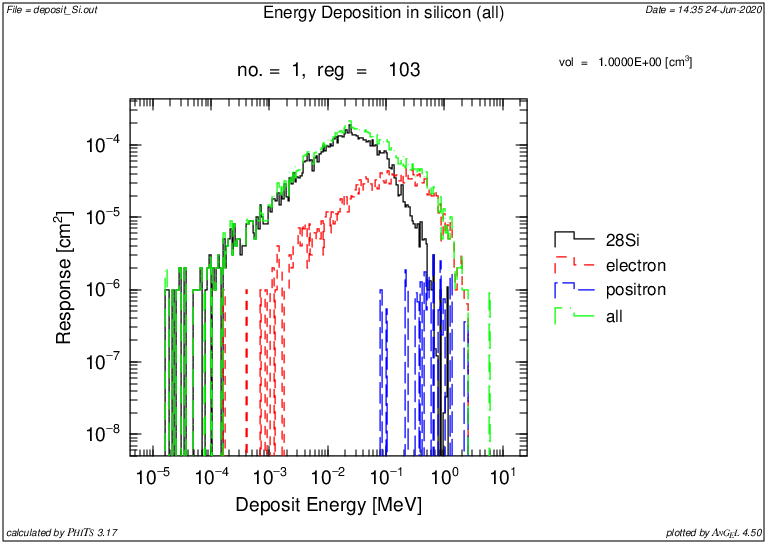 File = deposit_Si.out
Date = 14:35 24-Jun-2020
Energy Deposition in silicon (all)
no. = 1, reg = 103
vol = 1.0000E+00 [cm³]
10⁻⁴
10⁻⁵
10⁻⁶
10⁻⁷
10⁻⁸
Response [cm²]
10⁻⁵ 10⁻⁴ 10⁻³ 10⁻² 10⁻¹ 10⁰ 10¹
Deposit Energy [MeV]
28Si
electron
positron
all
calculated by PHITS 3.17
plotted by ANGEL 4.50